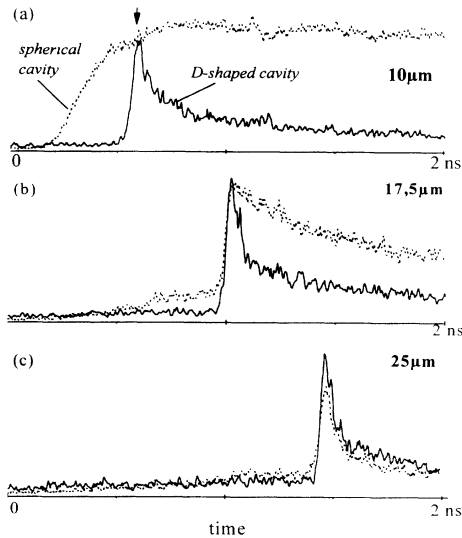 (a)
spherical cavity
D-shaped cavity
10µm
0
2 ns
(b)
17,5µm
2 ns
(c)
25µm
0
2 ns
time